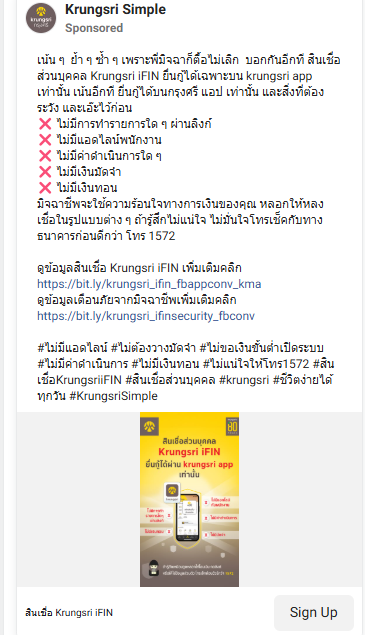 Krungsri Simple
Sponsored
krungsri
กรุงศรี
เน้น ๆ ย้ำ ๆ ซ้ำ ๆ เพราะพี่มิจฉาก็ดื้อไม่เลิก บอกกันอีกที สินเชื่อ
ส่วนบุคคล Krungsri iFIN ยื่นกู้ได้เฉพาะบน krungsri app
เท่านั้น เน้นอีกที ยื่นกู้ได้บนกรุงศรี แอป เท่านั้น และสิ่งที่ต้อง
ระวัง และเอ๊ะไว้ก่อน
❌ ไม่มีการทำรายการใด ๆ ผ่านลิงก์
❌ ไม่มีแอดไลน์พนักงาน
❌ ไม่มีค่าดำเนินการใด ๆ
❌ ไม่มีเงินมัดจำ
❌ ไม่มีเงินทอน
มิจฉาชีพจะใช้ความร้อนใจทางการเงินของคุณ หลอกให้หลง
เชื่อในรูปแบบต่าง ๆ ถ้ารู้สึกไม่แน่ใจ ไม่มั่นใจโทรเช็คกับทาง
ธนาคารก่อนดีกว่า โทร 1572
ดูข้อมูลสินเชื่อ Krungsri iFIN เพิ่มเติมคลิก
https://bit.ly/krungsri_ifin_fbappconv_kma
ดูข้อมูลเตือนภัยจากมิจฉาชีพเพิ่มเติมคลิก
https://bit.ly/krungsri_ifinsecurity_fbconv
#ไม่มีแอดไลน์ #ไม่ต้องวางมัดจำ #ไม่ขอเงินขั้นต่ำเปิดระบบ
#ไม่มีค่าดำเนินการ #ไม่มีเงินทอน #ไม่แน่ใจให้โทร1572 #สิน
เชื่อKrungsriiFIN #สินเชื่อส่วนบุคคล #krungsri #ชีวิตง่ายได้
ทุกวัน #KrungsriSimple
สินเชื่อส่วนบุคคล
Krungsri iFIN
ยื่นกู้ได้ผ่าน krungsri app
เท่านั้น
สินเชื่อ Krungsri iFIN
Sign Up